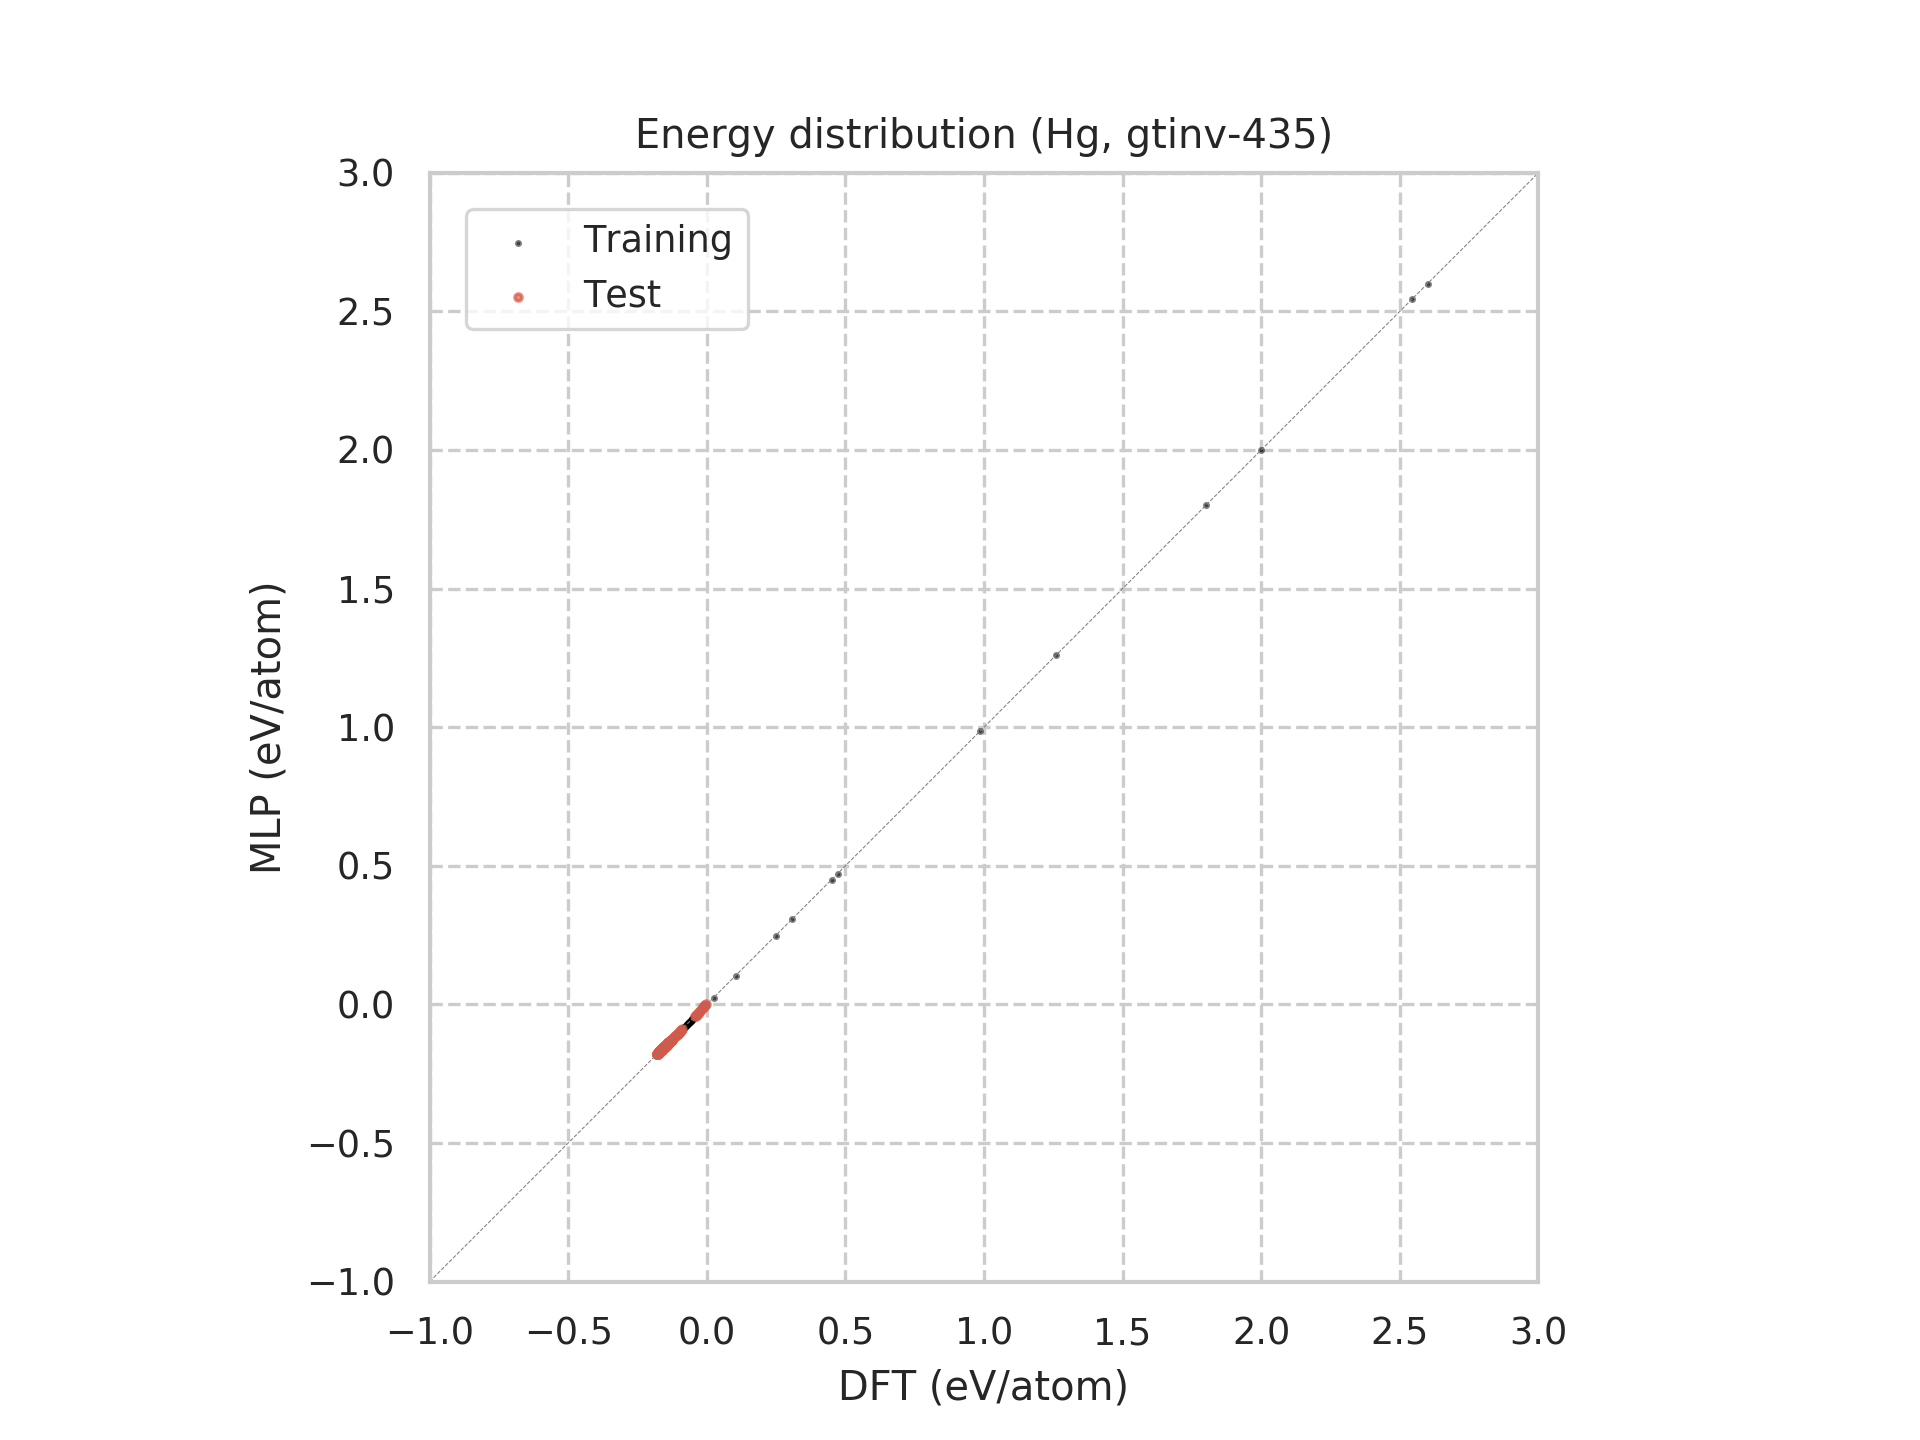 Energy distribution (Hg, gtinv-435)
Training
Test
3.0
2.5
2.0
1.5
1.0
0.5
0.0
−0.5
−1.0
MLP (eV/atom)
−1.0 −0.5 0.0 0.5 1.0 1.5 2.0 2.5 3.0
DFT (eV/atom)